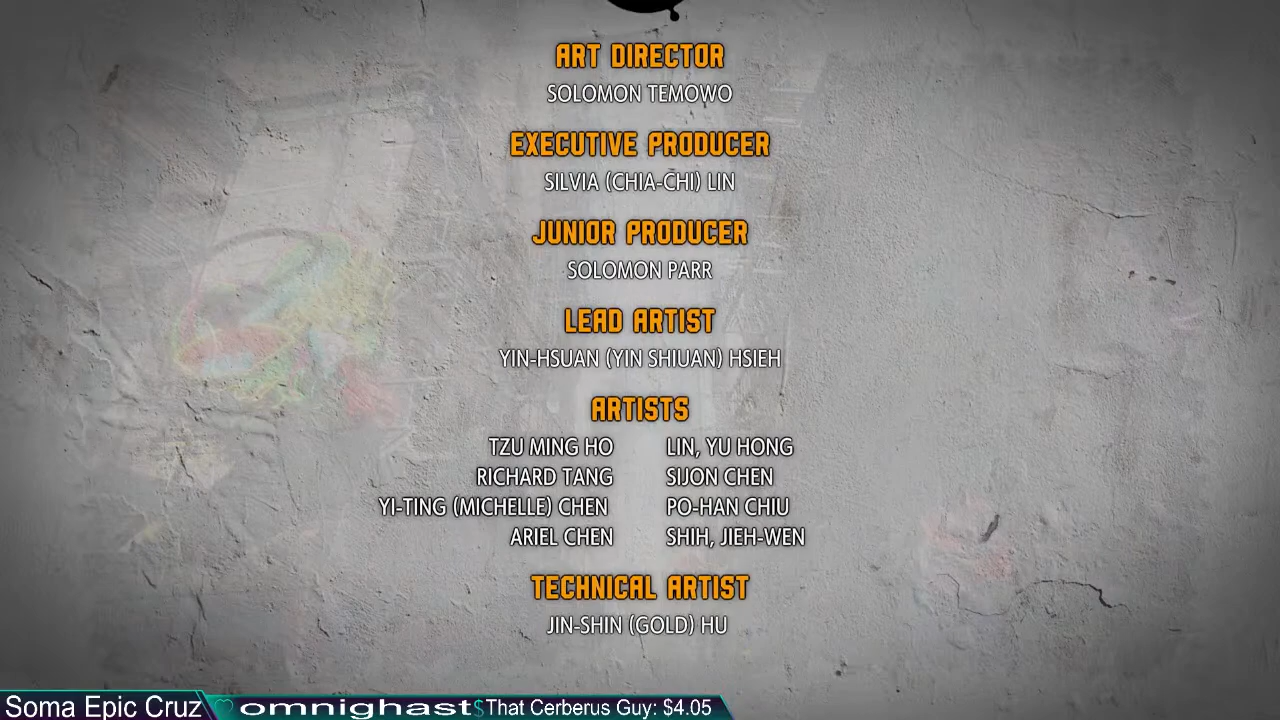 ART DIRECTOR
SOLOMON TEMOWO
EXECUTIVE PRODUCER
SILVIA (CHIA-CHI) LIN
JUNIOR PRODUCER
SOLOMON PARR
LEAD ARTIST
YIN-HSUAN (YIN SHIUAN) HSIEH
ARTISTS
TZU MING HO LIN, YU HONG
RICHARD TANG SIJON CHEN
YI-TING (MICHELLE) CHEN PO-HAN CHIU
ARIEL CHEN SHIH, JIEH-WEN
TECHNICAL ARTIST
JIN-SHIN (GOLD) HU
Soma Epic Cruz omnighast $ That Cerberus Guy: $4.05